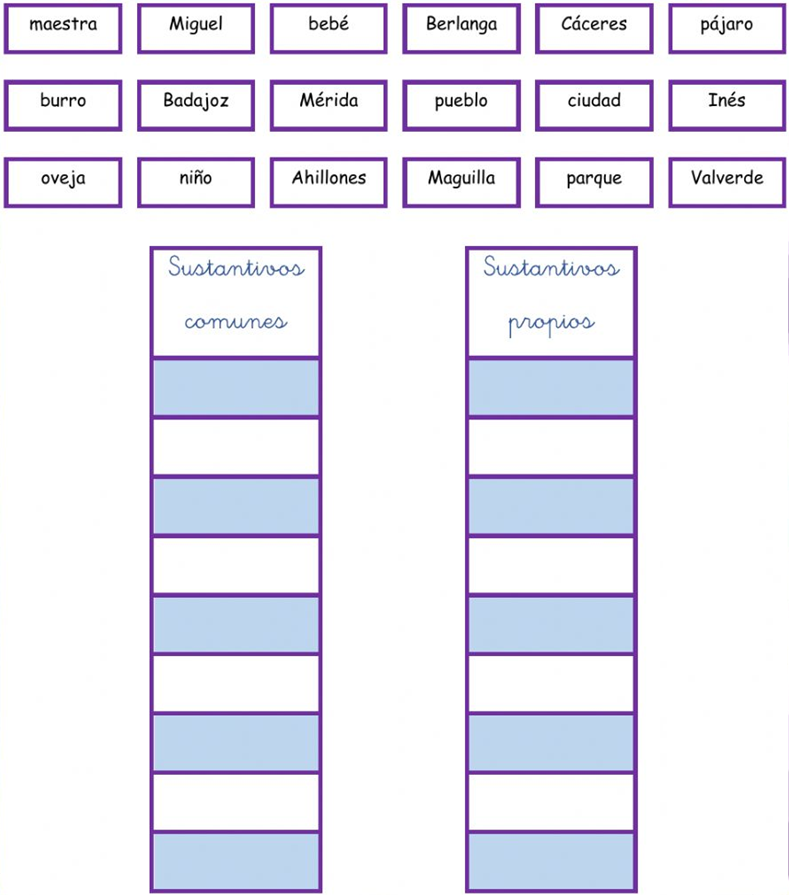 maestra Miguel bebé Berlanga Cáceres pájaro
burro Badajoz Mérida pueblo ciudad Inés
oveja niño Ahillones Maguilla parque Valverde
Sustantivos
comunes
Sustantivos
propios